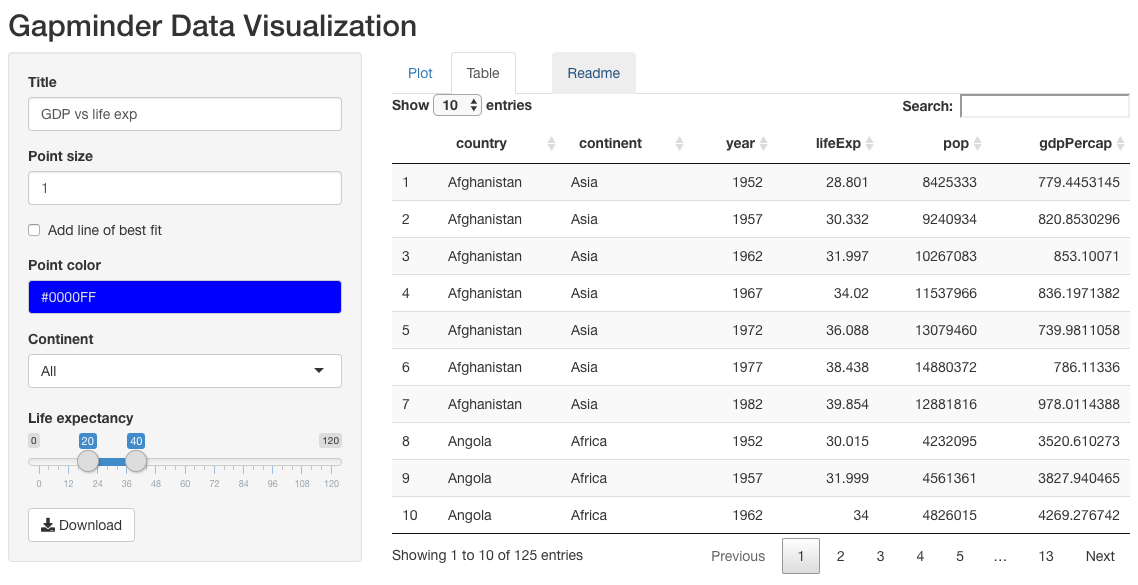 Gapminder Data Visualization
Title
GDP vs life exp
Point size
1
Add line of best fit
Point color
#0000FF
Continent
All
Life expectancy
0 20 40 120
0 12 24 36 48 60 72 84 96 108 120
Download
Plot Table Readme
Show 10 entries Search:
country continent year lifeExp pop gdpPercap
1 Afghanistan Asia 1952 28.801 8425333 779.4453145
2 Afghanistan Asia 1957 30.332 9240934 820.8530296
3 Afghanistan Asia 1962 31.997 10267083 853.10071
4 Afghanistan Asia 1967 34.02 11537966 836.1971382
5 Afghanistan Asia 1972 36.088 13079460 739.9811058
6 Afghanistan Asia 1977 38.438 14880372 786.11336
7 Afghanistan Asia 1982 39.854 12881816 978.0114388
8 Angola Africa 1952 30.015 4232095 3520.610273
9 Angola Africa 1957 31.999 4561361 3827.940465
10 Angola Africa 1962 34 4826015 4269.276742
Showing 1 to 10 of 125 entries Previous 1 2 3 4 5 … 13 Next